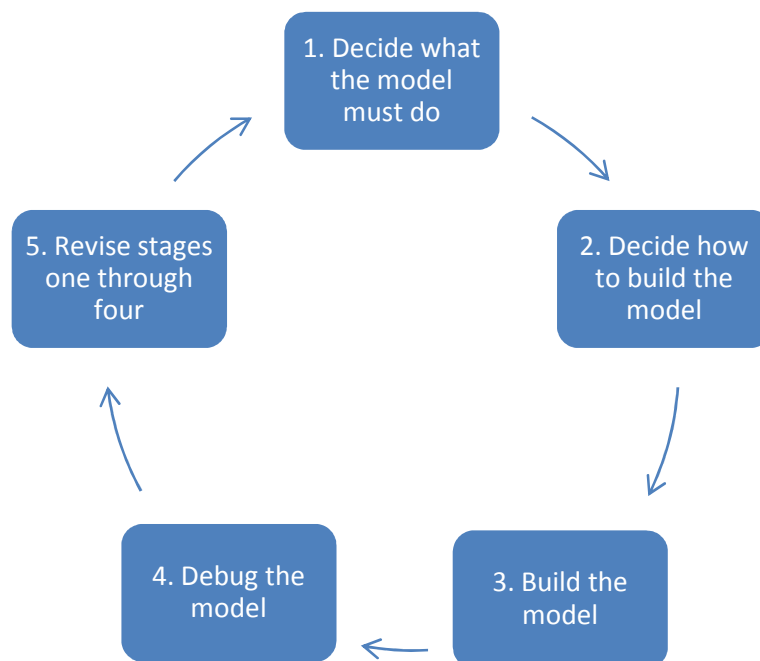 1. Decide what
the model
must do
2. Decide how
to build the
model
3. Build the
model
4. Debug the
model
5. Revise stages
one through
four